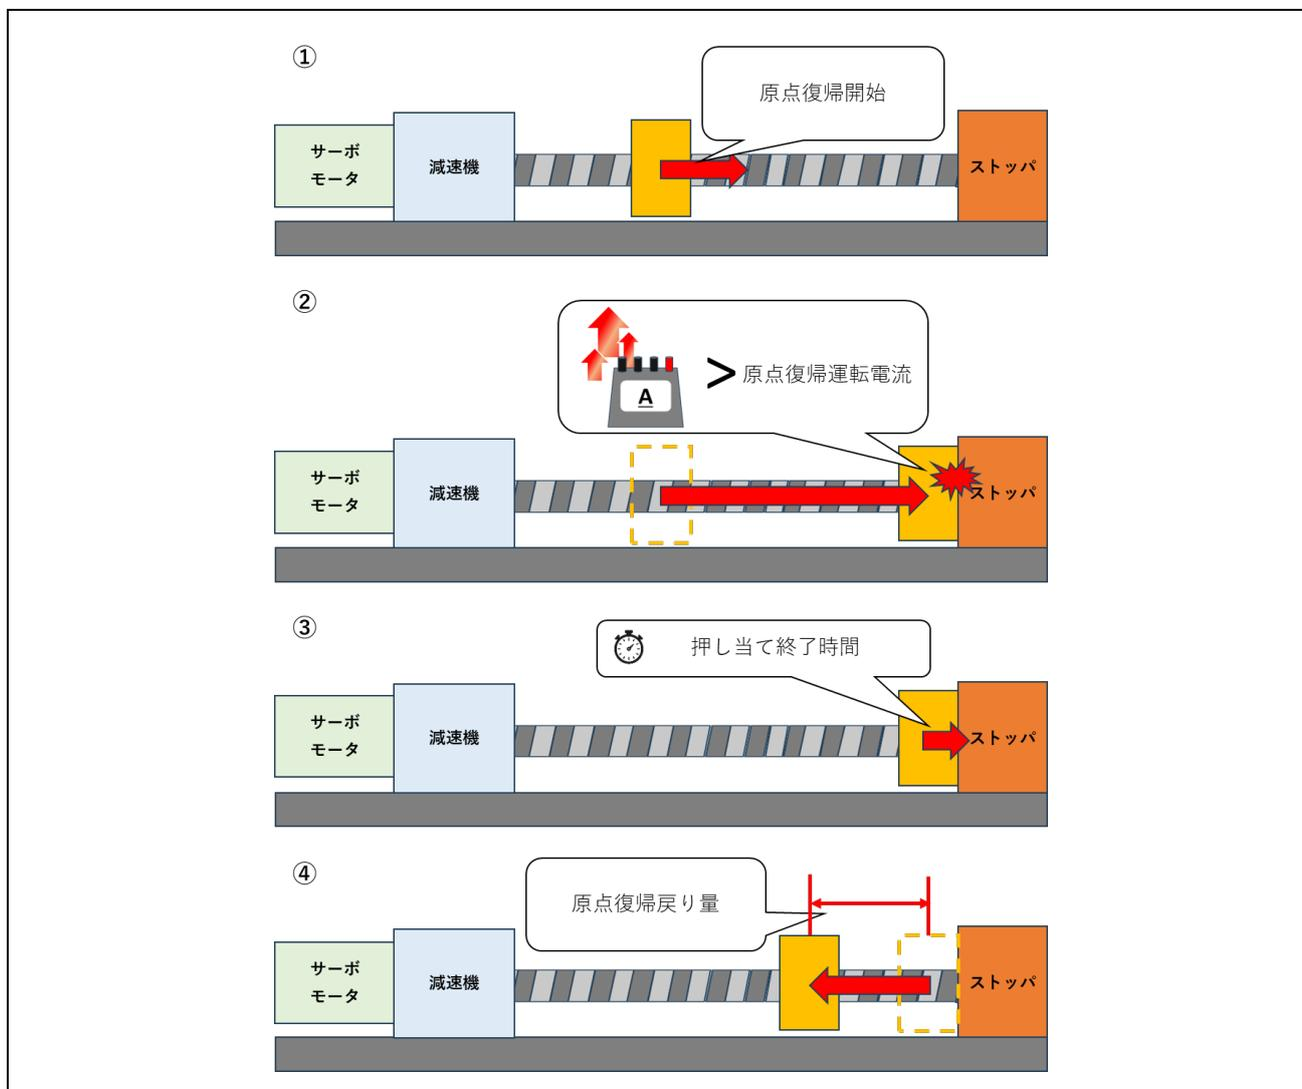 ①
原点復帰開始
サーボ
モータ
減速機
ストッパ
②
A
>
原点復帰運転電流
サーボ
モータ
減速機
ストッパ
③
押し当て終了時間
サーボ
モータ
減速機
ストッパ
④
原点復帰戻り量
サーボ
モータ
減速機
ストッパ